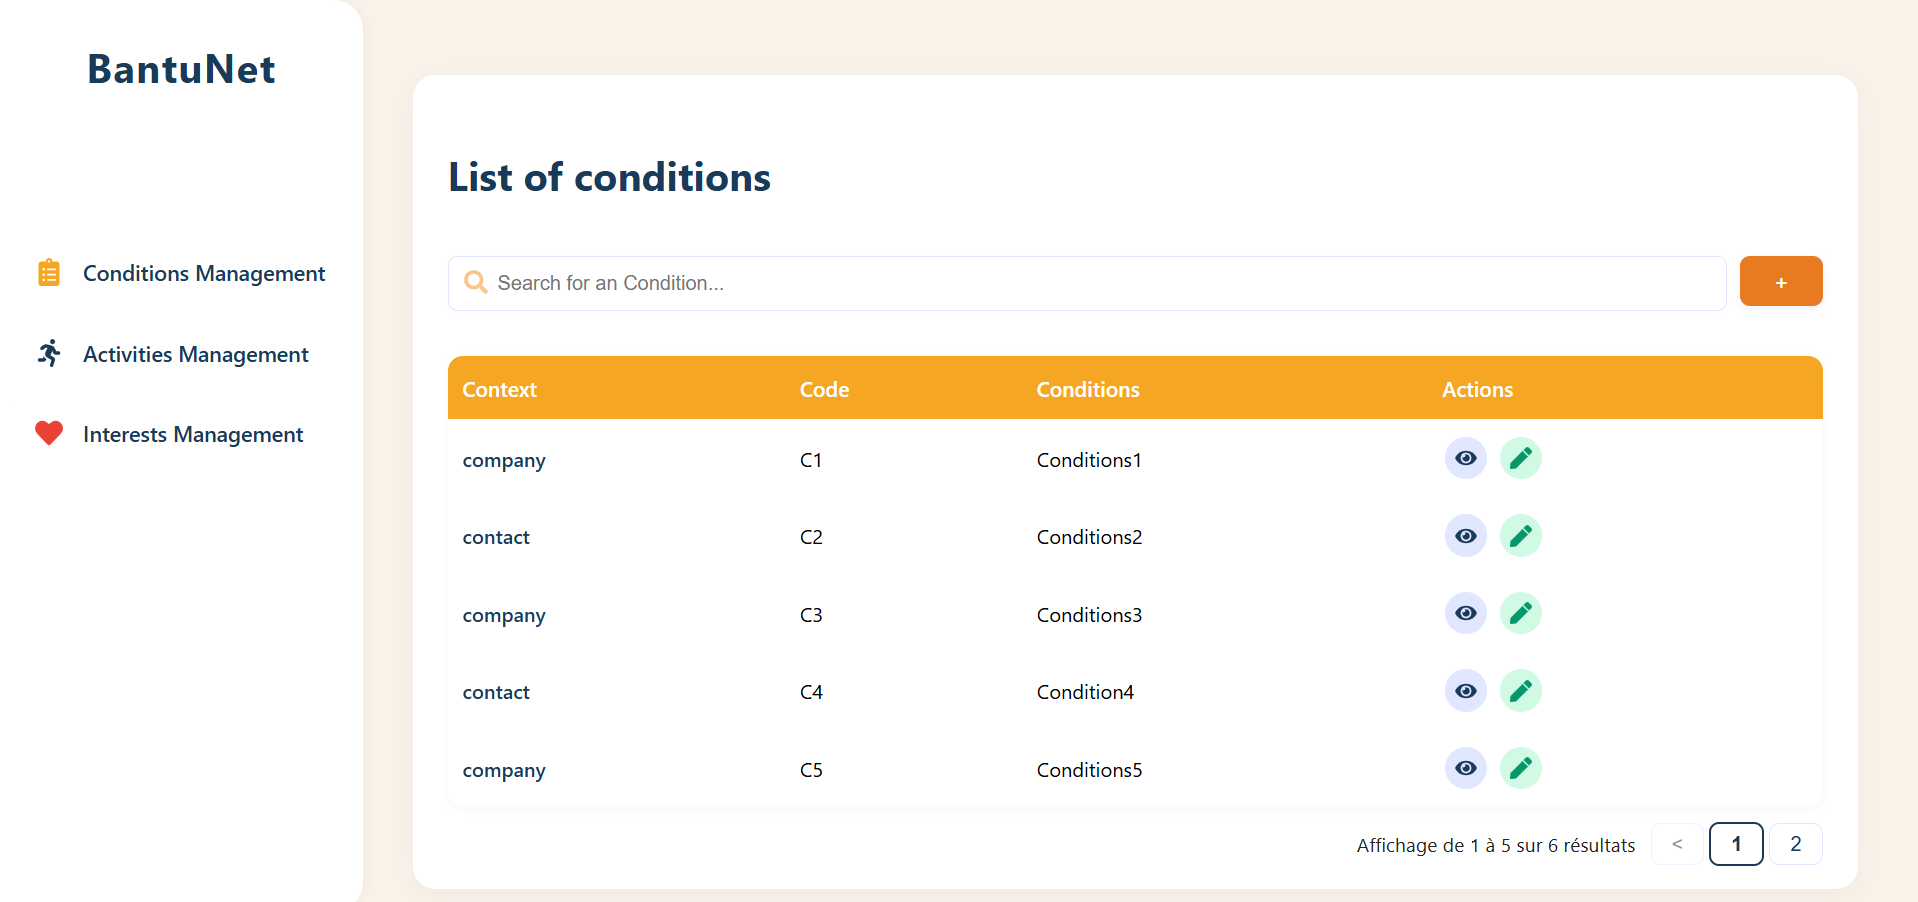 BantuNet
Conditions Management
Activities Management
Interests Management
List of conditions
Search for an Condition...
+
Context Code Conditions Actions
company C1 Conditions1
contact C2 Conditions2
company C3 Conditions3
contact C4 Condition4
company C5 Conditions5
Affichage de 1 à 5 sur 6 résultats < 1 2